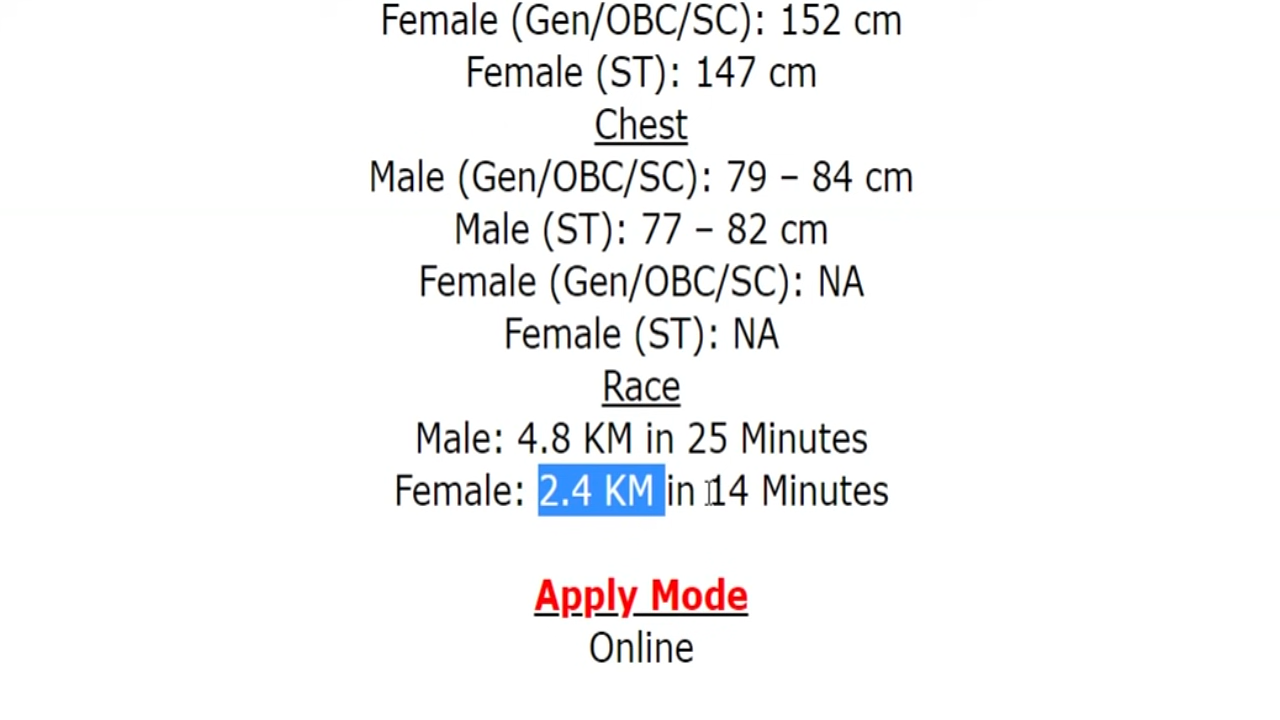 Female (Gen/OBC/SC): 152 cm
Female (ST): 147 cm
Chest
Male (Gen/OBC/SC): 79 – 84 cm
Male (ST): 77 – 82 cm
Female (Gen/OBC/SC): NA
Female (ST): NA
Race
Male: 4.8 KM in 25 Minutes
Female: 2.4 KM in 14 Minutes
Apply Mode
Online